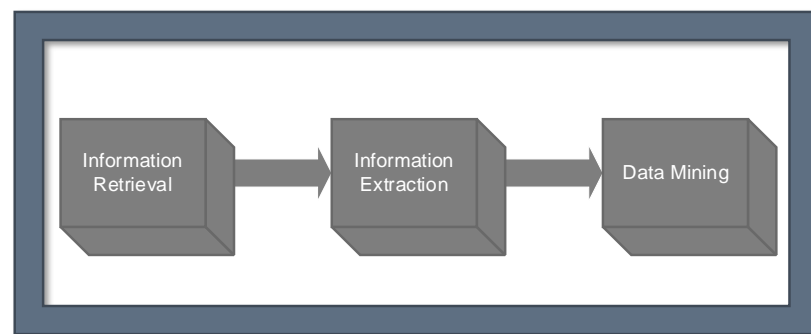 Information
Retrieval
Information
Extraction
Data Mining